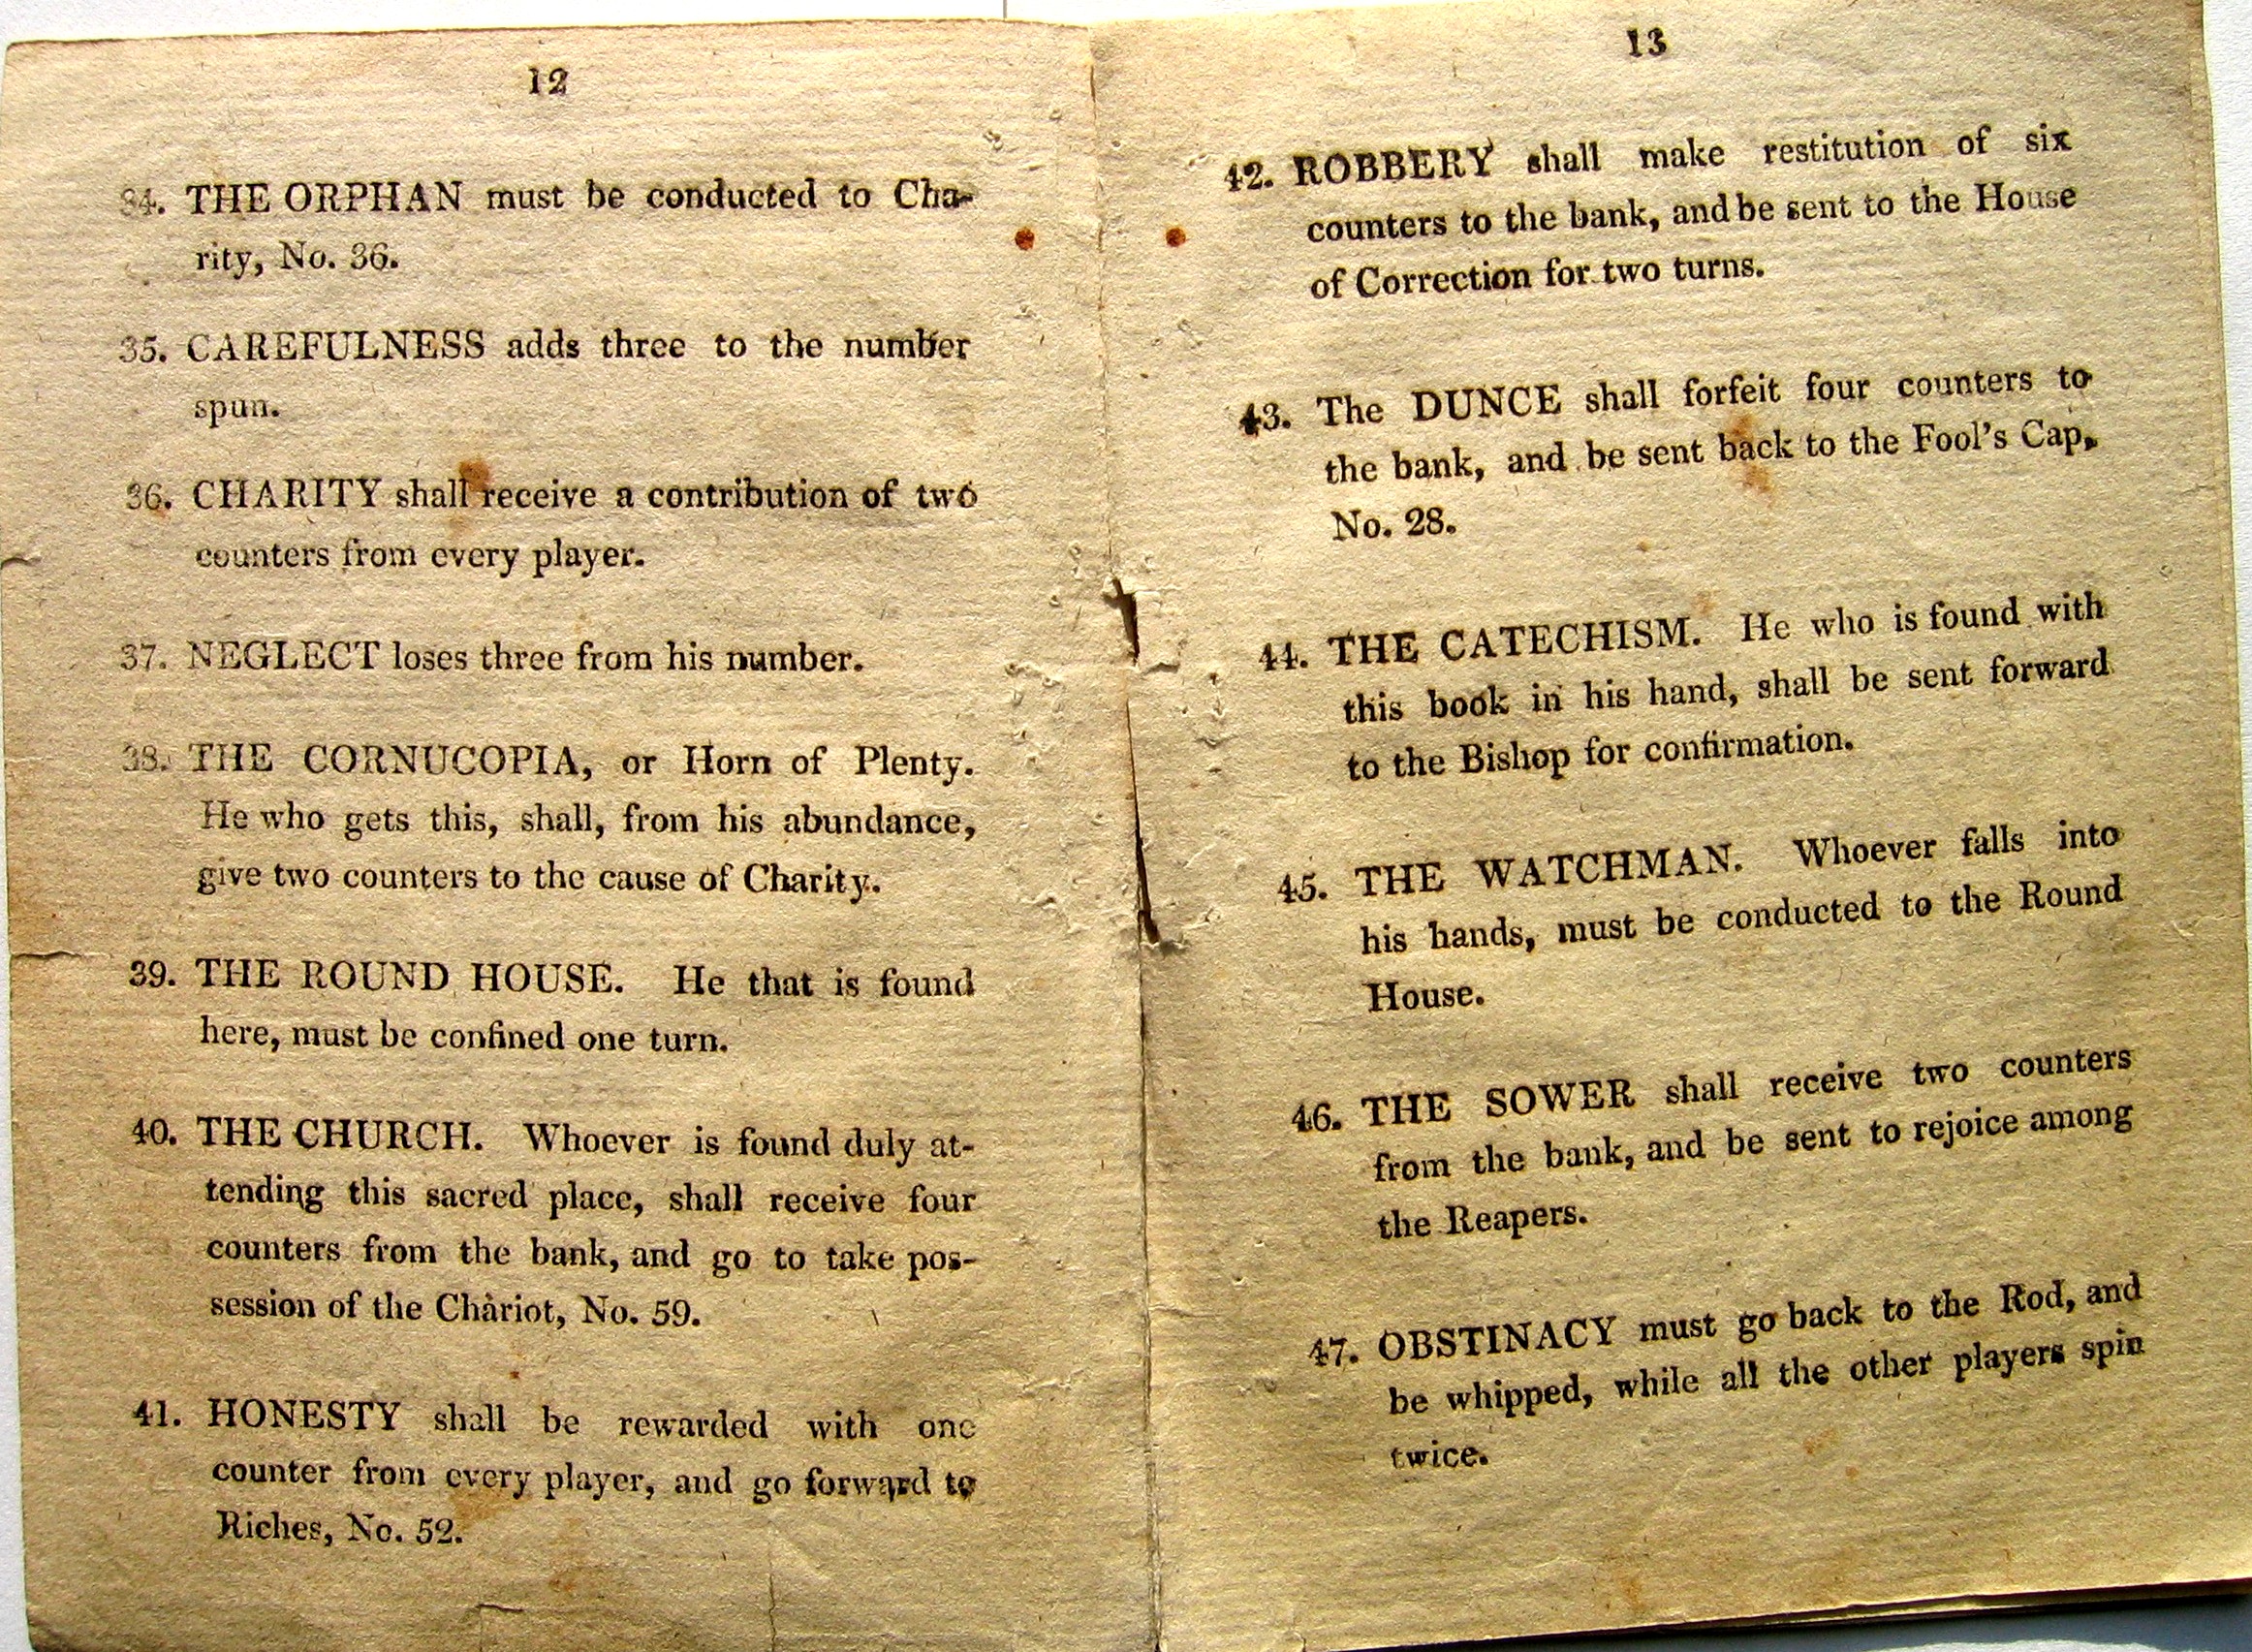 12
34. THE ORPHAN must be conducted to Cha-
rity, No. 36.
35. CAREFULNESS adds three to the number
spun.
36. CHARITY shall receive a contribution of two
counters from every player.
37. NEGLECT loses three from his number.
38. THE CORNUCOPIA, or Horn of Plenty.
He who gets this, shall, from his abundance,
give two counters to the cause of Charity.
39. THE ROUND HOUSE. He that is found
here, must be confined one turn.
40. THE CHURCH. Whoever is found duly at-
tending this sacred place, shall receive four
counters from the bank, and go to take pos-
session of the Chariot, No. 59.
41. HONESTY shall be rewarded with one
counter from every player, and go forward to
Riches, No. 52.
13
42. ROBBERY shall make restitution of six
counters to the bank, and be sent to the House
of Correction for two turns.
43. The DUNCE shall forfeit four counters to
the bank, and be sent back to the Fool's Cap,
No. 28.
44. THE CATECHISM. He who is found with
this book in his hand, shall be sent forward
to the Bishop for confirmation.
45. THE WATCHMAN. Whoever falls into
his hands, must be conducted to the Round
House.
46. THE SOWER shall receive two counters
from the bank, and be sent to rejoice among
the Reapers.
47. OBSTINACY must go back to the Rod, and
be whipped, while all the other players spin
twice.